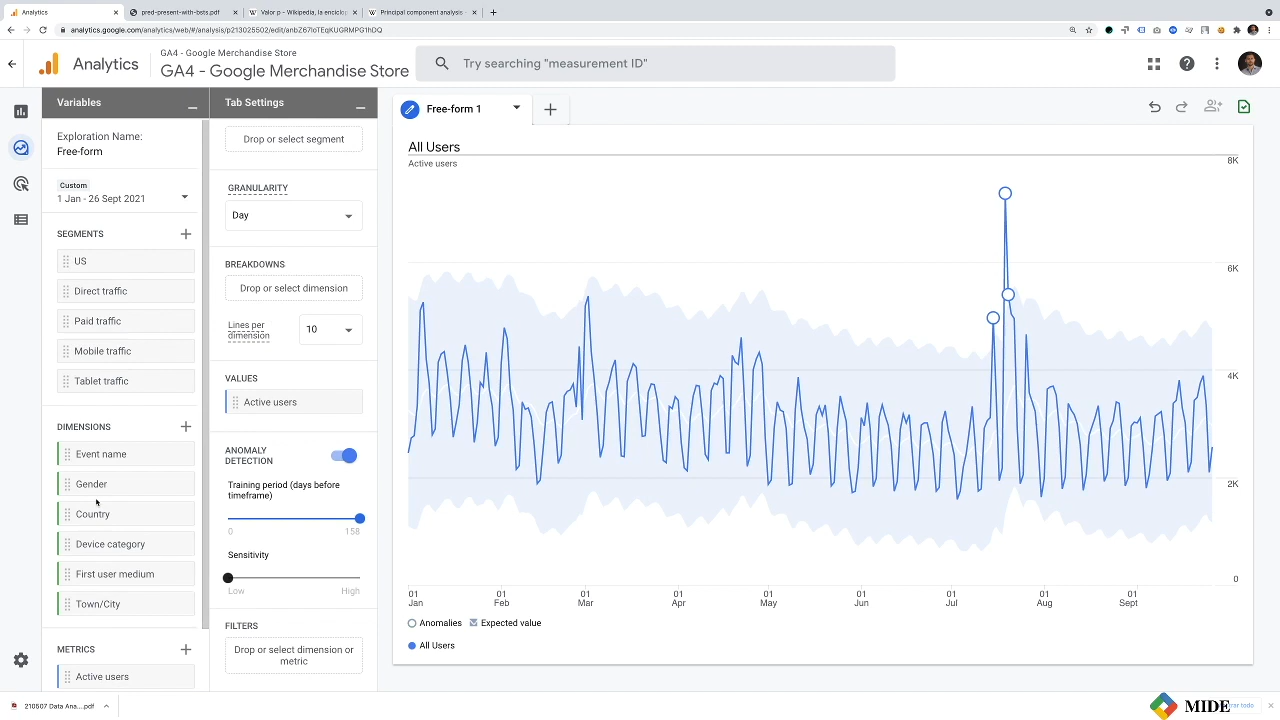 Analytics
pred-present-with-bsts.pdf
Valor p - Wikipedia, la enciclop
Principal component analysis -
analytics.google.com/analytics/web/#/analysis/p213025502/edit/anbZ67IoTEqKUGRMPG1hDQ
Analytics
GA4 - Google Merchandise Store
GA4 - Google Merchandise Store
Try searching "measurement ID"
Variables
Exploration Name:
Free-form
Custom
1 Jan - 26 Sept 2021
SEGMENTS
US
Direct traffic
Paid traffic
Mobile traffic
Tablet traffic
DIMENSIONS
Event name
Gender
Country
Device category
First user medium
Town/City
METRICS
Active users
Tab Settings
Drop or select segment
GRANULARITY
Day
BREAKDOWNS
Drop or select dimension
Lines per
dimension
10
VALUES
Active users
ANOMALY
DETECTION
Training period (days before
timeframe)
0 158
Sensitivity
Low High
FILTERS
Drop or select dimension or
metric
Free-form 1
All Users
Active users
8K
6K
4K
2K
0
01 01 01 01 01 01 01 01 01
Jan Feb Mar Apr May Jun Jul Aug Sept
Anomalies Expected value
All Users
210507 Data Ana....pdf
MIDE